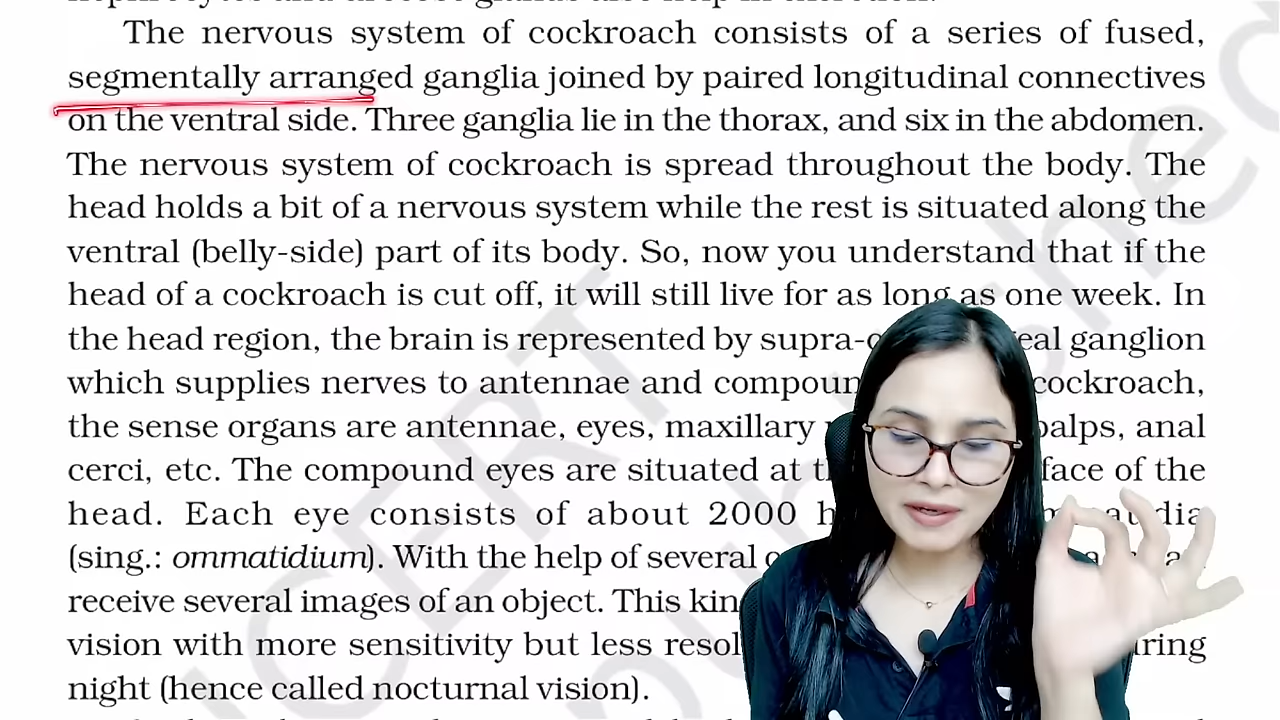 The nervous system of cockroach consists of a series of fused,
segmentally arranged ganglia joined by paired longitudinal connectives
on the ventral side. Three ganglia lie in the thorax, and six in the abdomen.
The nervous system of cockroach is spread throughout the body. The
head holds a bit of a nervous system while the rest is situated along the
ventral (belly-side) part of its body. So, now you understand that if the
head of a cockroach is cut off, it will still live for as long as one week. In
the head region, the brain is represented by supra- ganglion
which supplies nerves to antennae and cockroach,
the sense organs are antennae, eyes, maxillary palps, anal
cerci, etc. The compound eyes are situated at face of the
head. Each eye consists of about 2000
(sing.: ommatidium). With the help of several
receive several images of an object. This
vision with more sensitivity but less
night (hence called nocturnal vision).